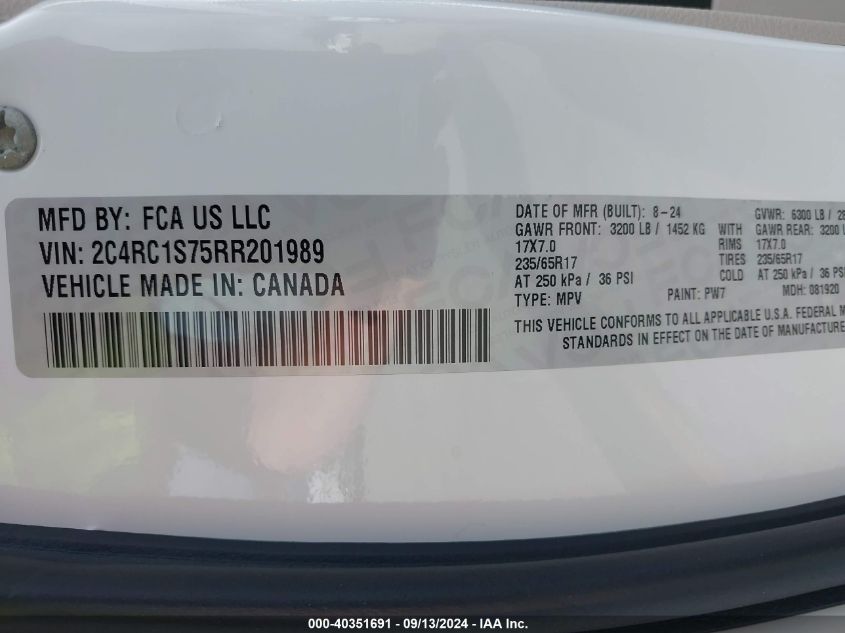 MFD BY: FCA US LLC
VIN: 2C4RC1S75RR201989
VEHICLE MADE IN: CANADA
DATE OF MFR (BUILT): 8-24 GVWR: 6300 LB / 28
GAWR FRONT: 3200 LB / 1452 KG WITH GAWR REAR: 3200 L
17X7.0 RIMS 17X7.0
235/65R17 TIRES 235/65R17
AT 250 kPa / 36 PSI COLD AT 250 kPa / 36 PSI
TYPE: MPV PAINT: PW7 MDH: 081920
THIS VEHICLE CONFORMS TO ALL APPLICABLE U.S.A. FEDERAL M
STANDARDS IN EFFECT ON THE DATE OF MANUFACTURE
000-40351691 - 09/13/2024 - IAA Inc.